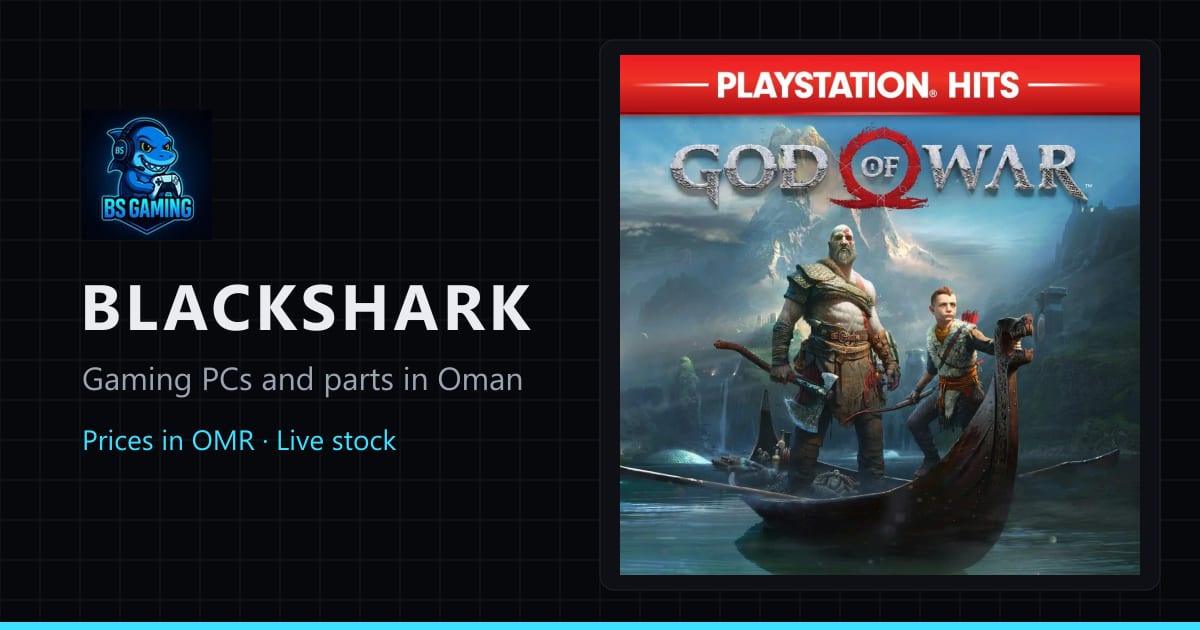 BS
BS GAMING
BLACKSHARK
Gaming PCs and parts in Oman
Prices in OMR · Live stock
PLAYSTATION® HITS
GOD OF WAR™